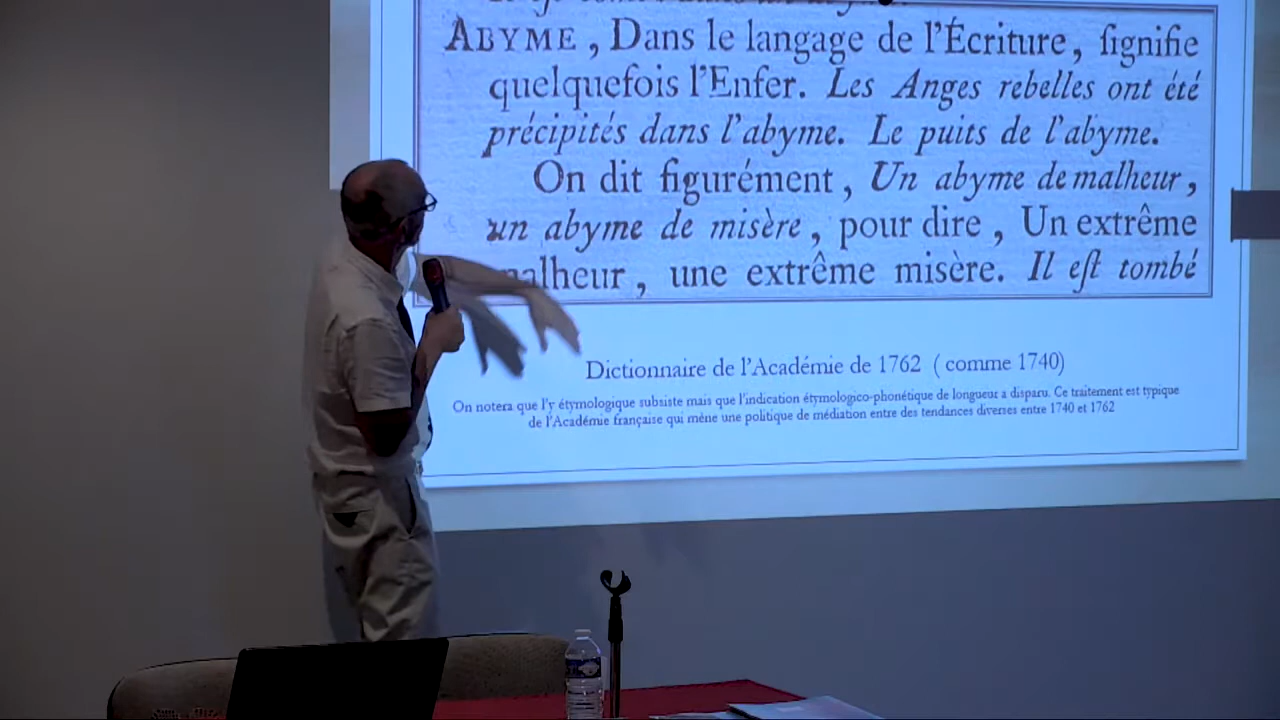 ABYME, Dans le langage de l'Écriture, ſignifie
quelquefois l'Enfer. Les Anges rebelles ont été
précipités dans l'abyme. Le puits de l'abyme.
On dit figurément, Un abyme de malheur,
un abyme de misère, pour dire, Un extrême
malheur, une extrême misère. Il eſt tombé
Dictionnaire de l'Académie de 1762 ( comme 1740)
On notera que l'y étymologique subsiste mais que l'indication étymologico-phonétique de longueur a disparu. Ce traitement est typique
de l'Académie française qui mène une politique de médiation entre des tendances diverses entre 1740 et 1762